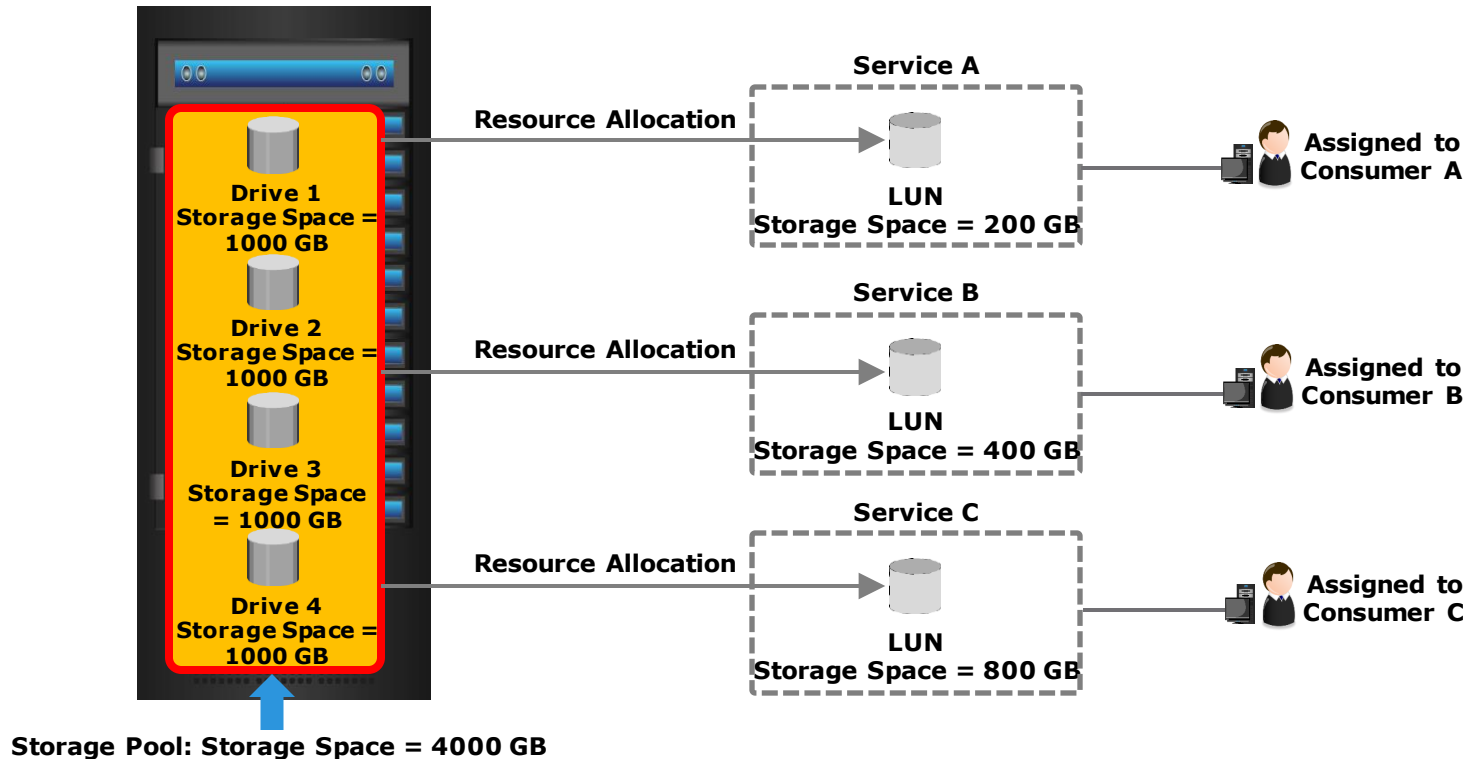 Drive 1
Storage Space =
1000 GB
Drive 2
Storage Space =
1000 GB
Drive 3
Storage Space
= 1000 GB
Drive 4
Storage Space =
1000 GB
Storage Pool: Storage Space = 4000 GB
Resource Allocation
Service A
LUN
Storage Space = 200 GB
Assigned to
Consumer A
Resource Allocation
Service B
LUN
Storage Space = 400 GB
Assigned to
Consumer B
Resource Allocation
Service C
LUN
Storage Space = 800 GB
Assigned to
Consumer C